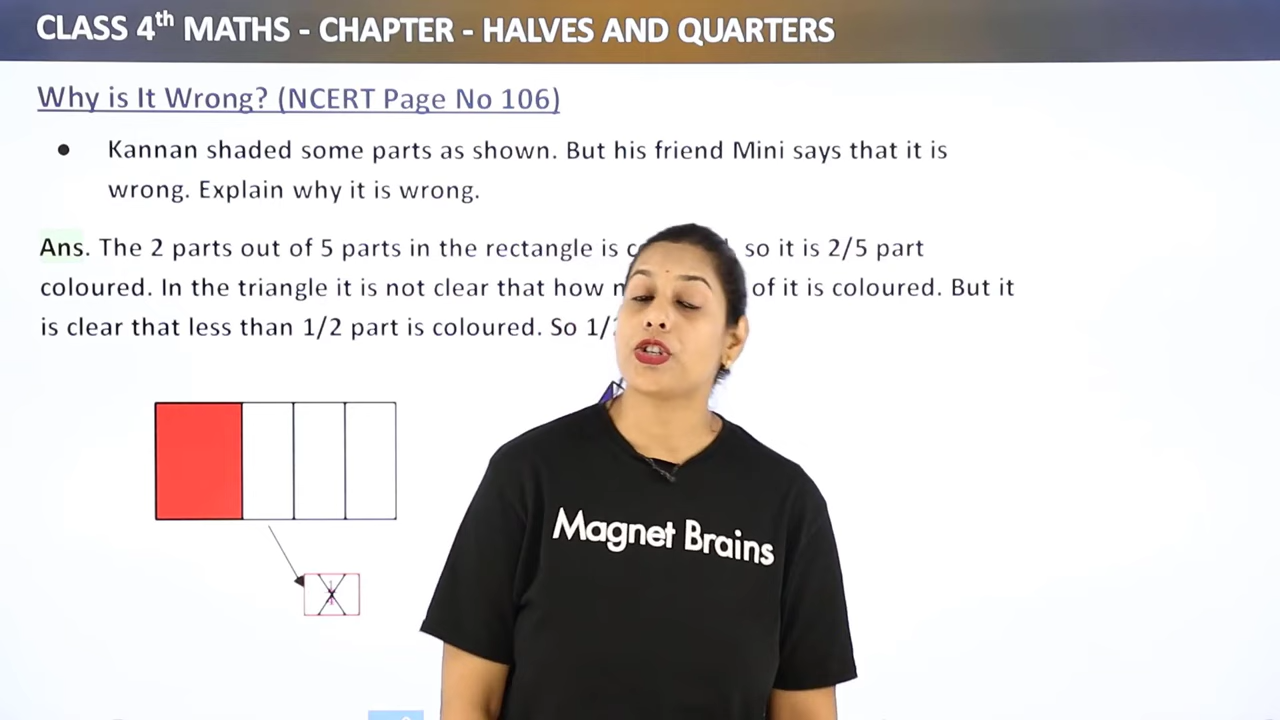 CLASS 4th MATHS - CHAPTER - HALVES AND QUARTERS
Why is It Wrong? (NCERT Page No 106)
• Kannan shaded some parts as shown. But his friend Mini says that it is
wrong. Explain why it is wrong.
Ans. The 2 parts out of 5 parts in the rectangle is so it is 2/5 part
coloured. In the triangle it is not clear that how of it is coloured. But it
is clear that less than 1/2 part is coloured. So
Magnet Brains